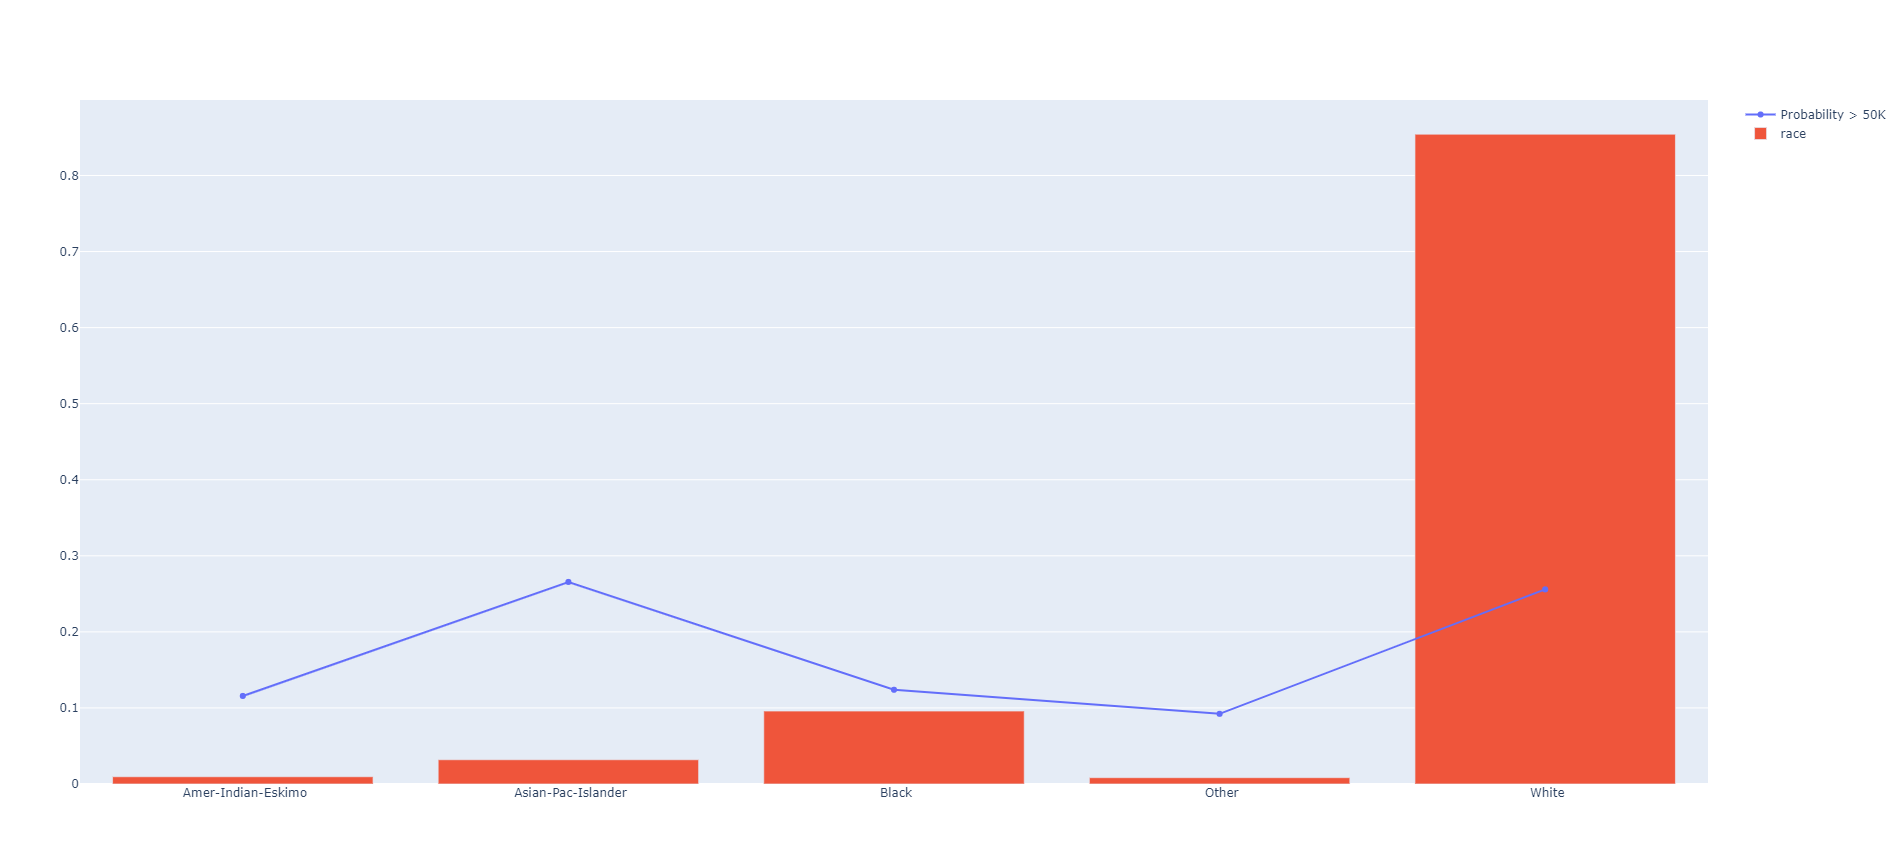 Probability > 50K
race
0.8
0.7
0.6
0.5
0.4
0.3
0.2
0.1
0
Amer-Indian-Eskimo
Asian-Pac-Islander
Black
Other
White